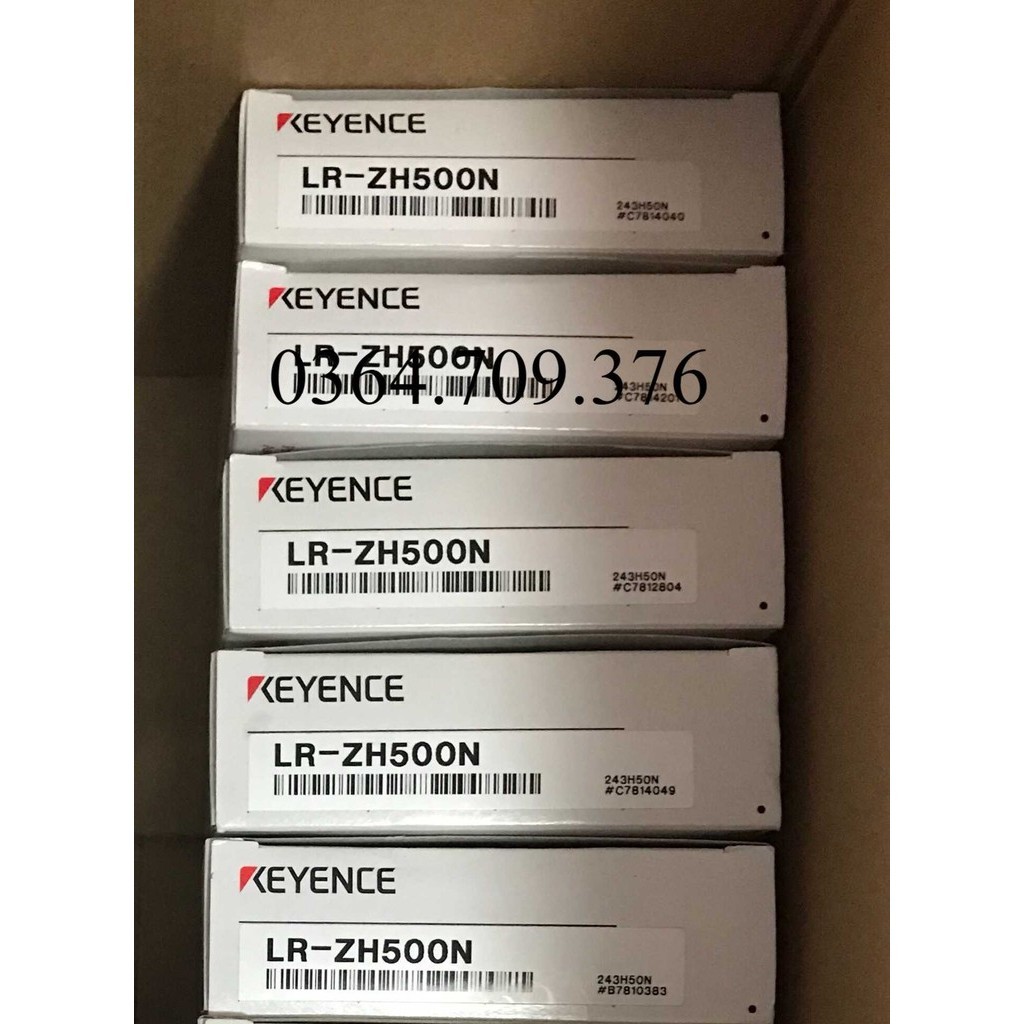 KEYENCE
LR-ZH500N
243H50N
#C7814040
KEYENCE
LR-ZH500N
0364.709.376
243H50N
KEYENCE
LR-ZH500N
243H50N
#C7812804
KEYENCE
LR-ZH500N
243H50N
#C7814049
KEYENCE
LR-ZH500N
243H50N
#B7810383